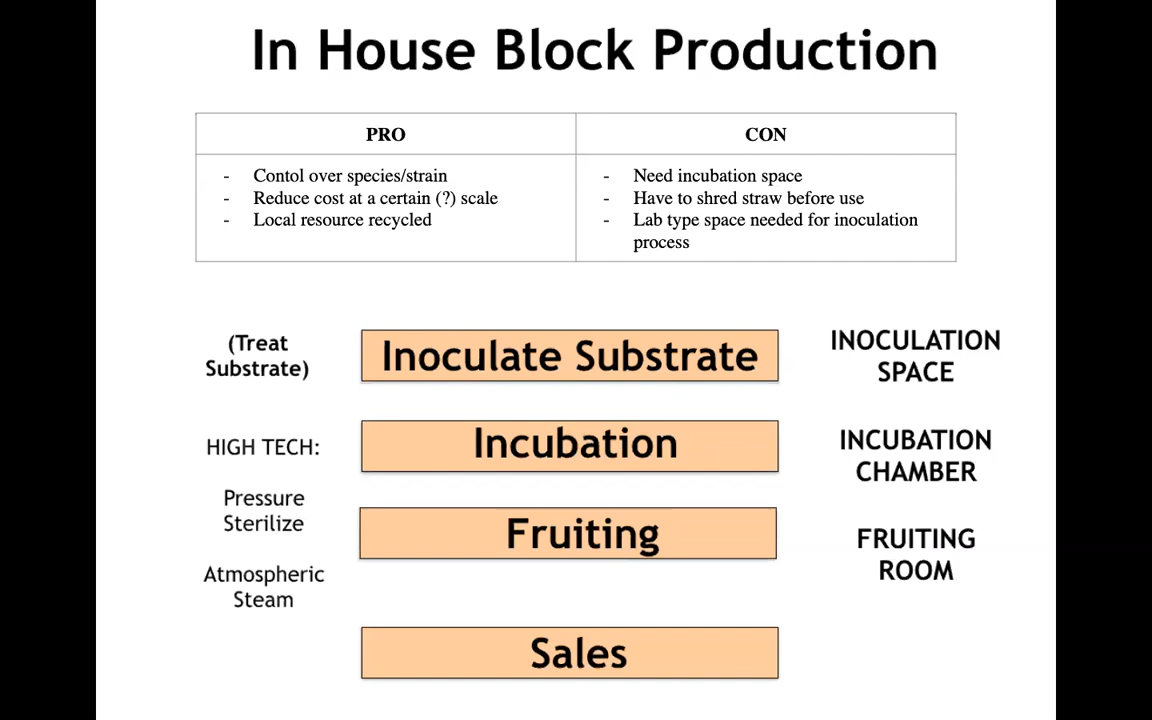 In House Block Production
PRO
- Contol over species/strain
- Reduce cost at a certain (?) scale
- Local resource recycled
CON
- Need incubation space
- Have to shred straw before use
- Lab type space needed for inoculation
process
(Treat
Substrate)
HIGH TECH:
Pressure
Sterilize
Atmospheric
Steam
Inoculate Substrate
Incubation
Fruiting
Sales
INOCULATION
SPACE
INCUBATION
CHAMBER
FRUITING
ROOM